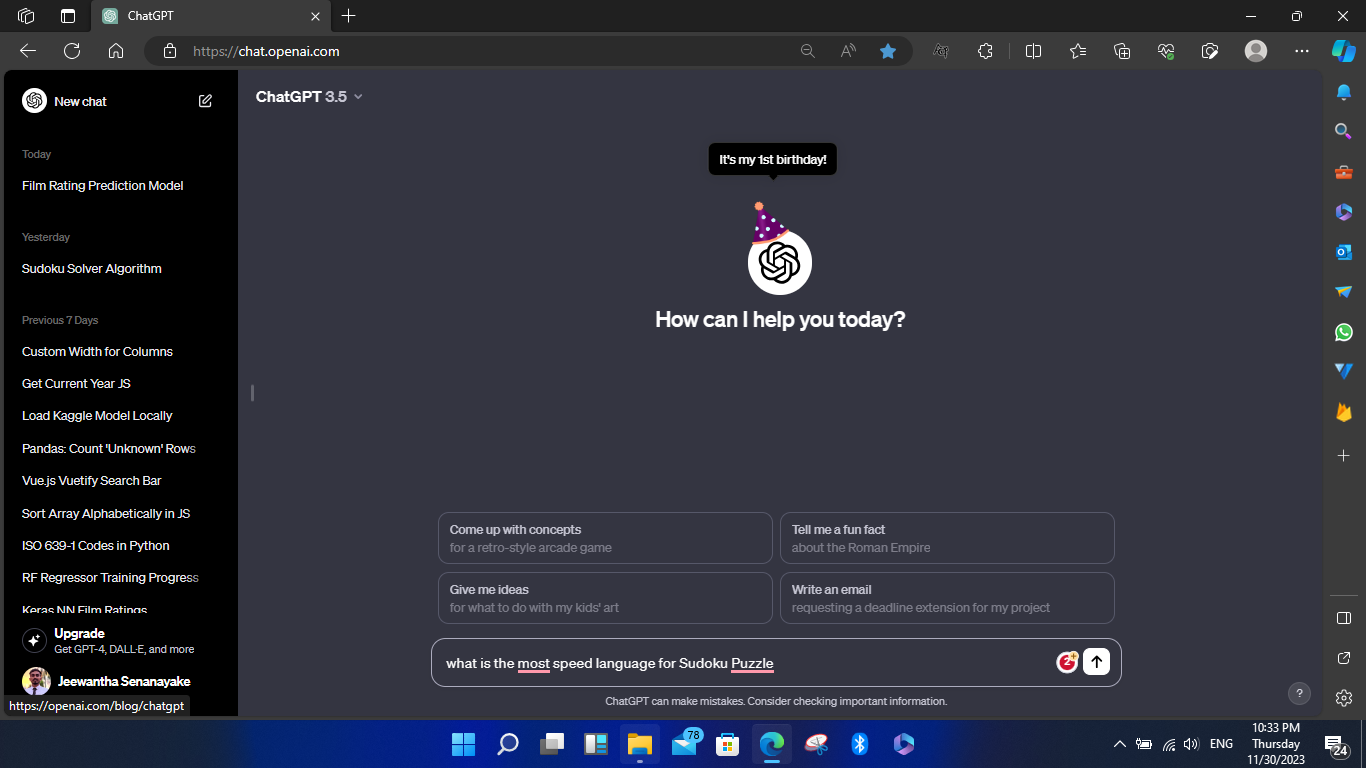 ChatGPT
https://chat.openai.com
New chat
Today
Film Rating Prediction Model
Yesterday
Sudoku Solver Algorithm
Previous 7 Days
Custom Width for Columns
Get Current Year JS
Load Kaggle Model Locally
Pandas: Count 'Unknown' Rows
Vue.js Vuetify Search Bar
Sort Array Alphabetically in JS
ISO 639-1 Codes in Python
RF Regressor Training Progress
Keras NN Film Ratings
Upgrade
Get GPT-4, DALL·E, and more
Jeewantha Senanayake
https://openai.com/blog/chatgpt
ChatGPT 3.5
It's my 1st birthday!
How can I help you today?
Come up with concepts
for a retro-style arcade game
Tell me a fun fact
about the Roman Empire
Give me ideas
for what to do with my kids' art
Write an email
requesting a deadline extension for my project
what is the most speed language for Sudoku Puzzle
2
ChatGPT can make mistakes. Consider checking important information.
?
78
ENG
10:33 PM
Thursday
11/30/2023
24